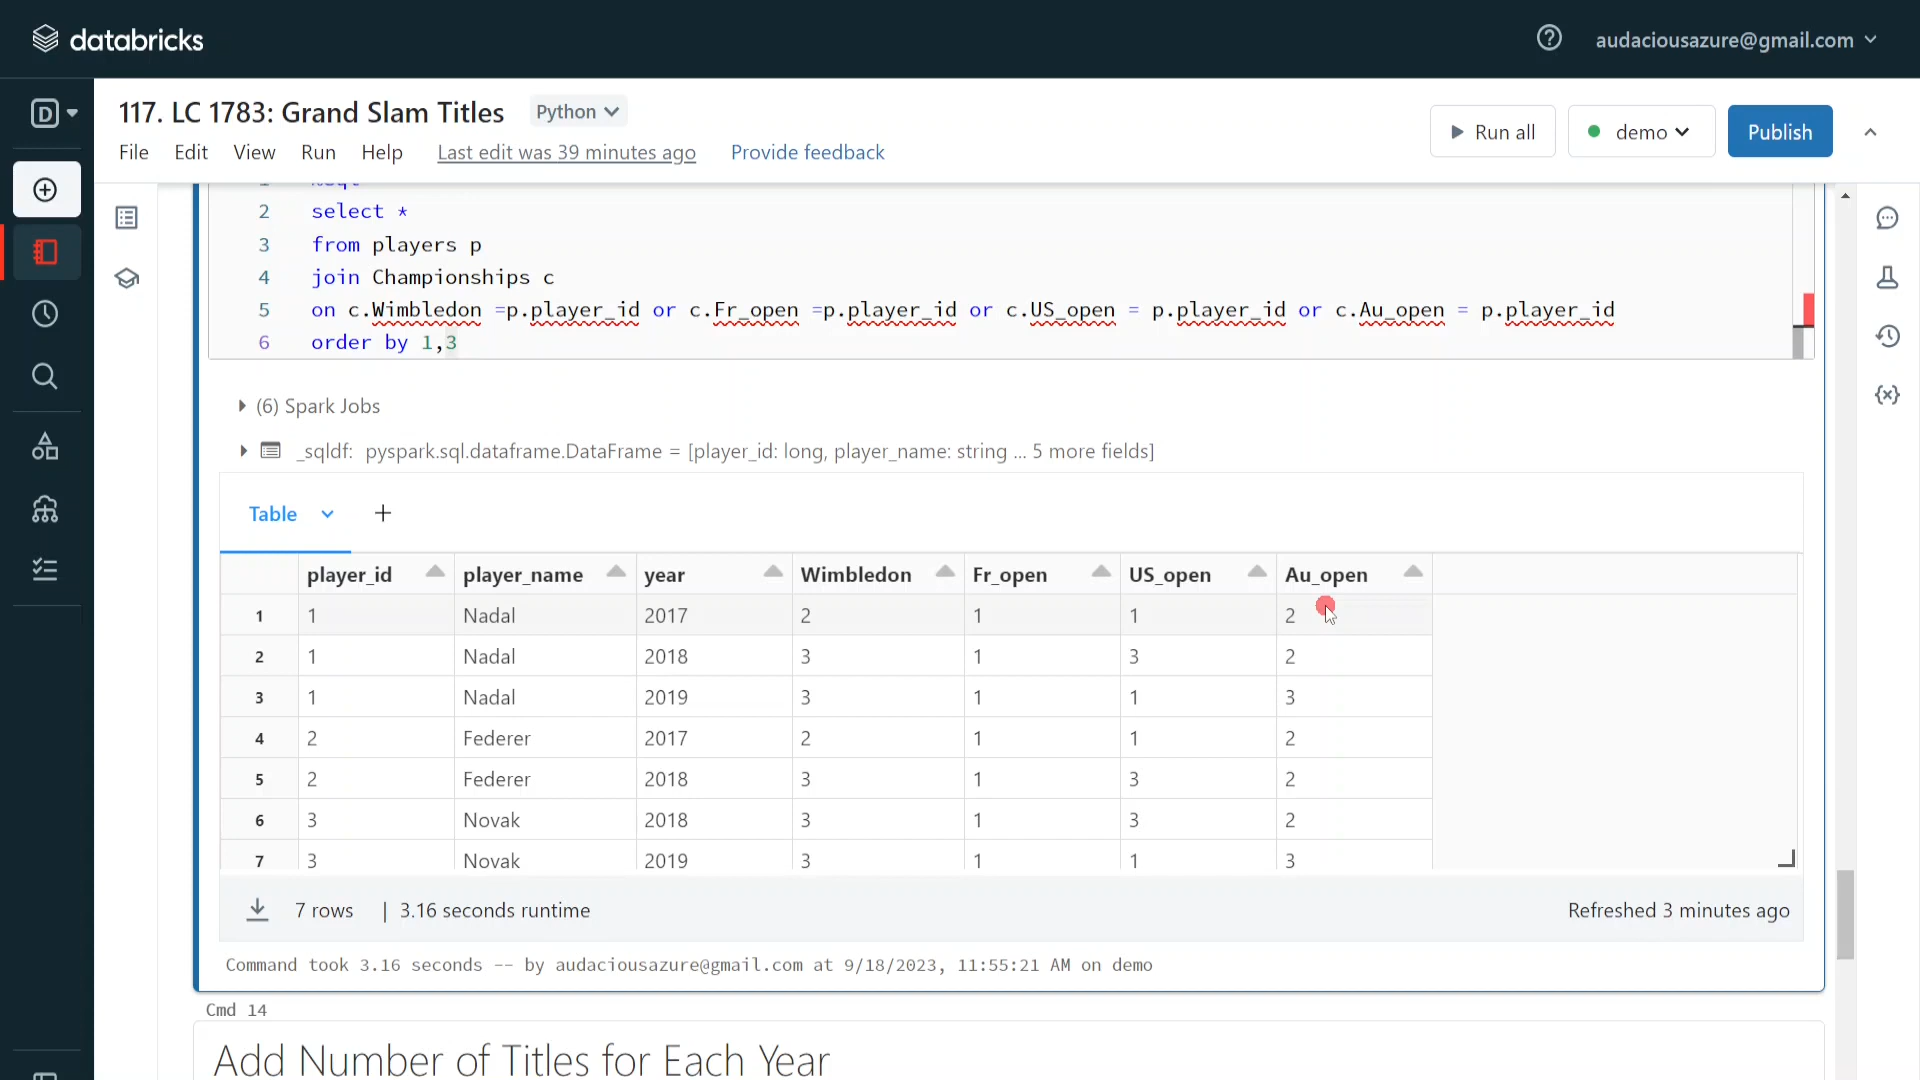 databricks
audaciousazure@gmail.com
D
117. LC 1783: Grand Slam Titles Python
File Edit View Run Help Last edit was 39 minutes ago Provide feedback
Run all demo Publish
2 select *
3 from players p
4 join Championships c
5 on c.Wimbledon =p.player_id or c.Fr_open =p.player_id or c.US_open = p.player_id or c.Au_open = p.player_id
6 order by 1,3
(6) Spark Jobs
_sqldf: pyspark.sql.dataframe.DataFrame = [player_id: long, player_name: string ... 5 more fields]
Table +
player_id player_name year Wimbledon Fr_open US_open Au_open
1 1 Nadal 2017 2 1 1 2
2 1 Nadal 2018 3 1 3 2
3 1 Nadal 2019 3 1 1 3
4 2 Federer 2017 2 1 1 2
5 2 Federer 2018 3 1 3 2
6 3 Novak 2018 3 1 3 2
7 3 Novak 2019 3 1 1 3
7 rows | 3.16 seconds runtime Refreshed 3 minutes ago
Command took 3.16 seconds -- by audaciousazure@gmail.com at 9/18/2023, 11:55:21 AM on demo
Cmd 14
Add Number of Titles for Each Year